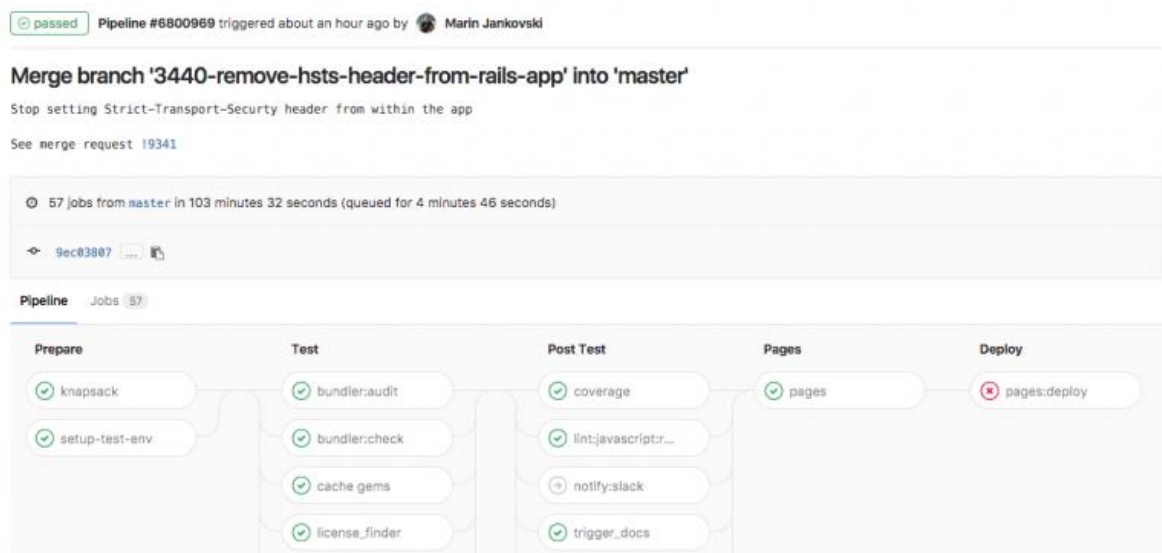 passed Pipeline #6800969 triggered about an hour ago by Marin Jankovski
Merge branch '3440-remove-hsts-header-from-rails-app' into 'master'
Stop setting Strict-Transport-Securty header from within the app
See merge request !9341
57 jobs from master in 103 minutes 32 seconds (queued for 4 minutes 46 seconds)
9ec03807 ...
Pipeline Jobs 57
Prepare Test Post Test Pages Deploy
knapsack bundler:audit coverage pages pages:deploy
setup-test-env bundler:check lint:javascript:r...
cache gems notify:slack
license_finder trigger_docs